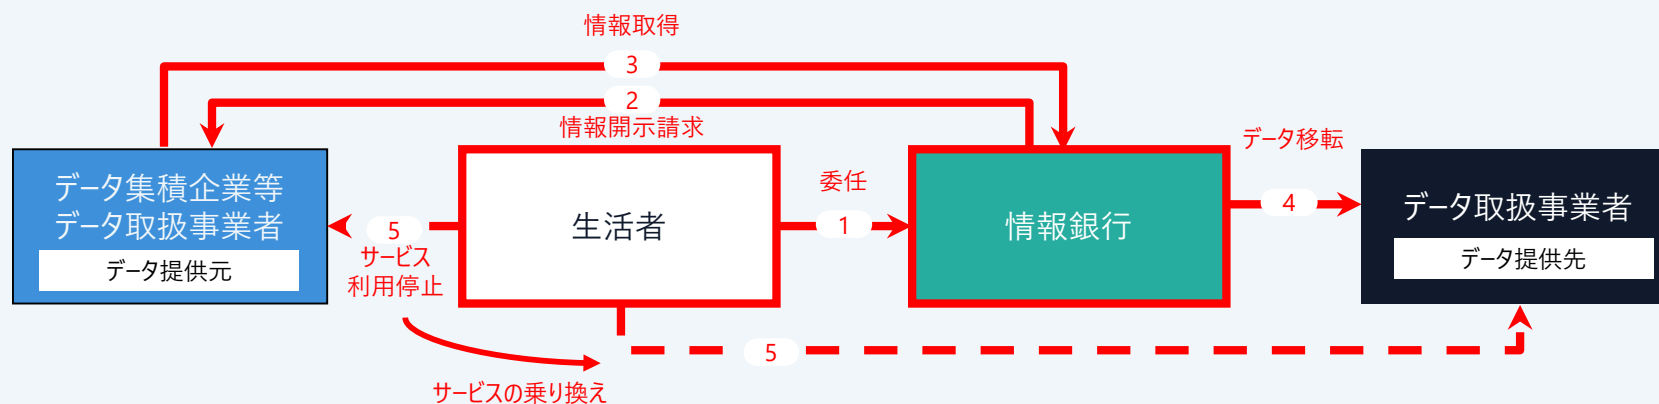 情報取得
3
2
情報開示請求
データ移転
データ集積企業等
データ取扱事業者
データ提供元
5
サービス
利用停止
生活者
委任
1
情報銀行
4
データ取扱事業者
データ提供先
5
サービスの乗り換え